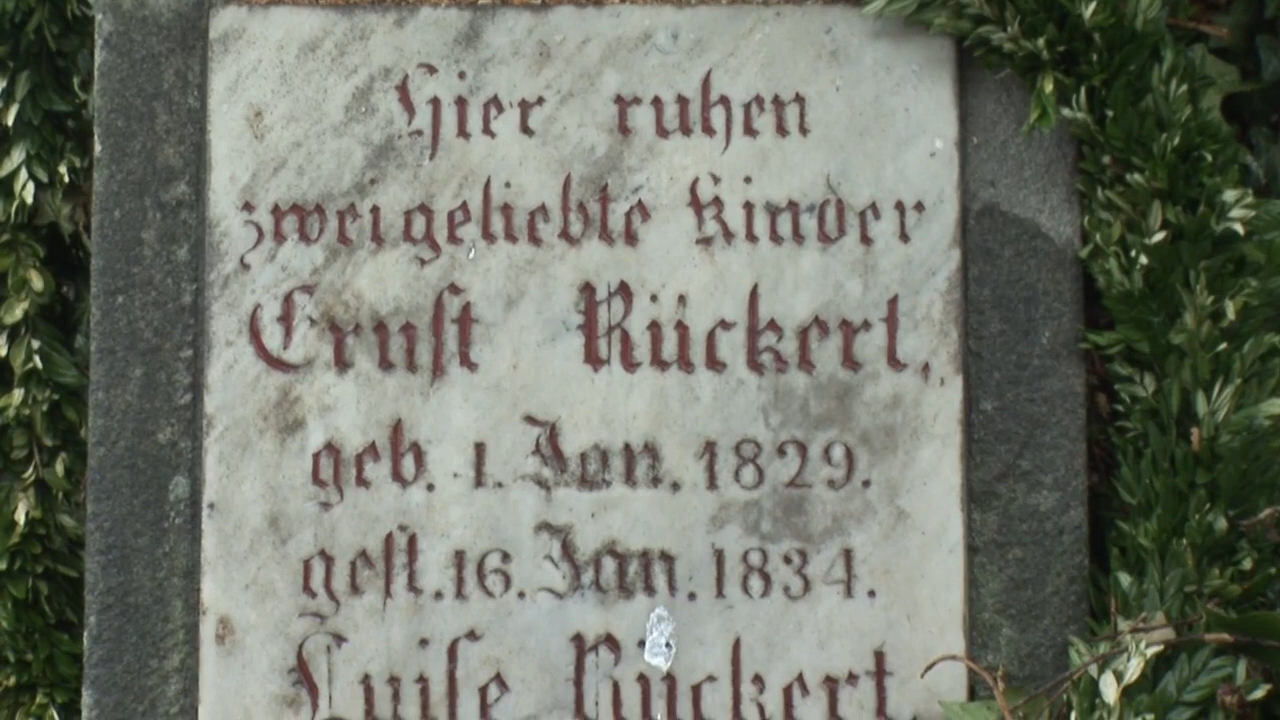 Hier ruhen
zwei geliebte Kinder
Ernst Rückert,
geb. 1. Jan. 1829.
gest. 16. Jan. 1834.
Luise Rückert,